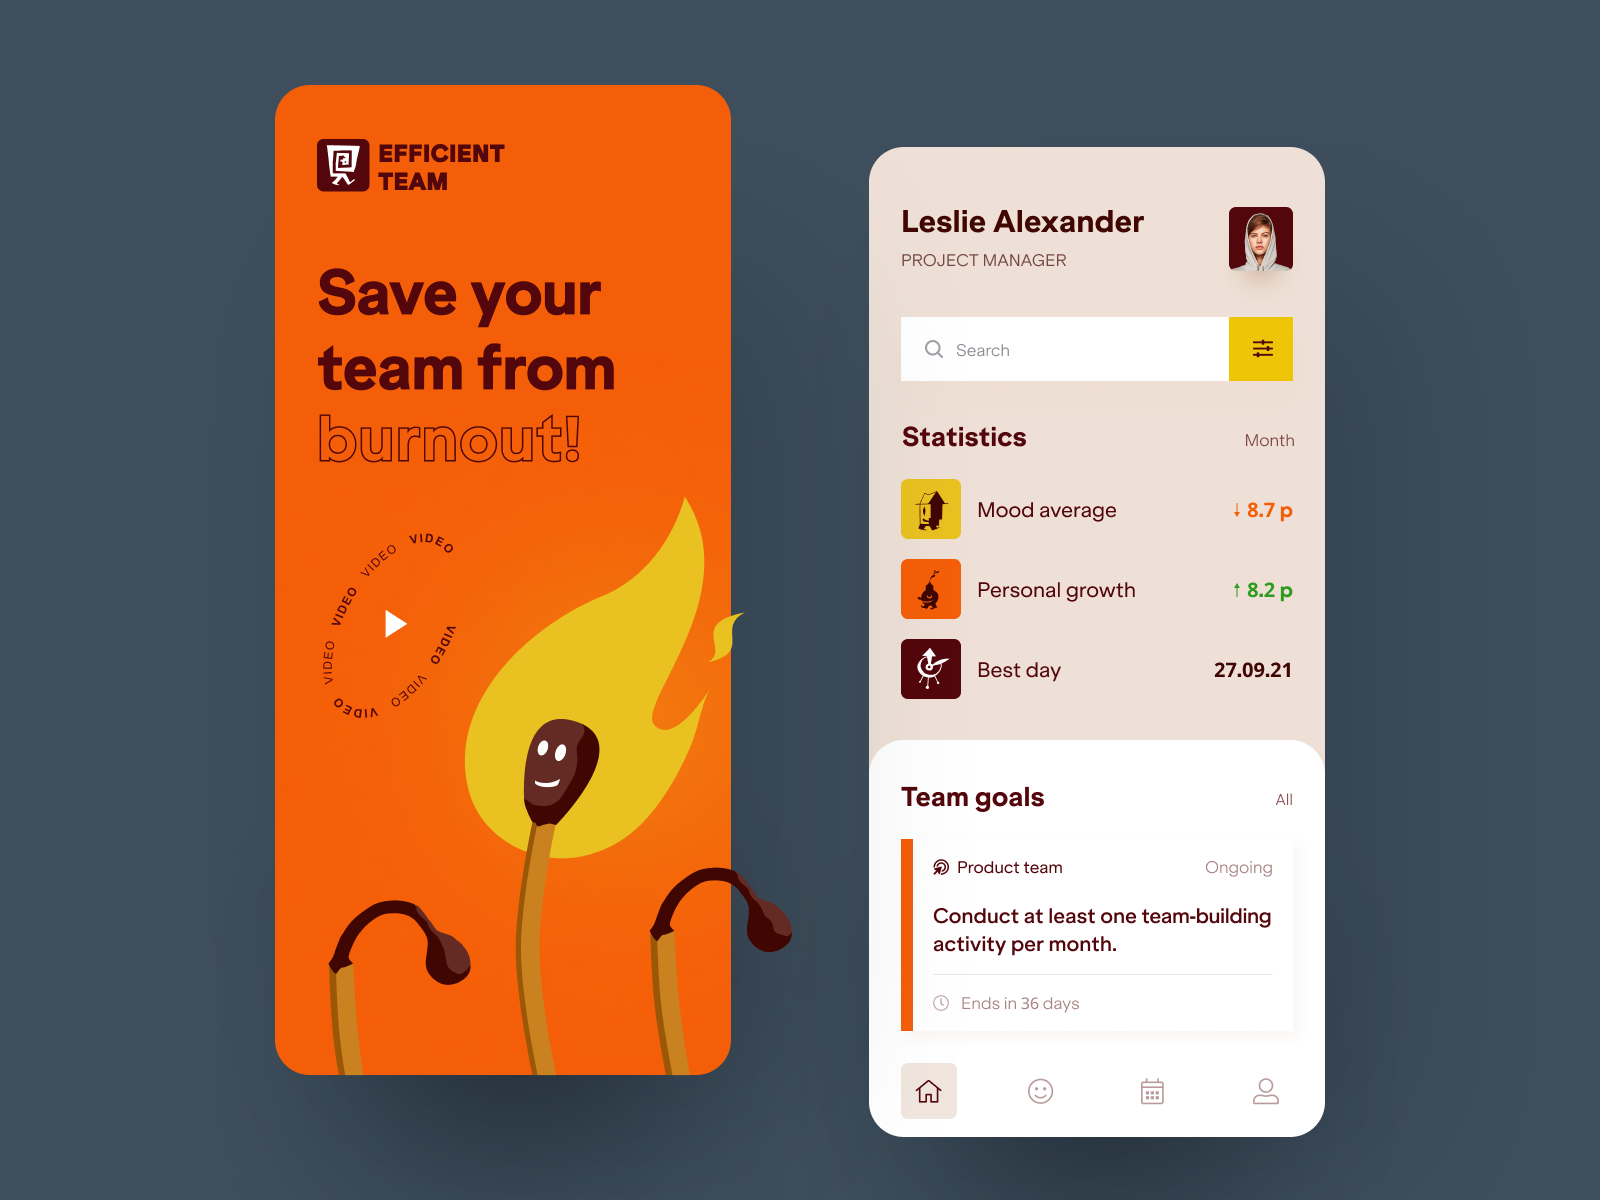 EFFICIENT
TEAM
Save your
team from
burnout!
VIDEO VIDEO VIDEO VIDEO VIDEO VIDEO VIDEO VIDEO
Leslie Alexander
PROJECT MANAGER
Search
Statistics
Month
Mood average
↓ 8.7 p
Personal growth
↑ 8.2 p
Best day
27.09.21
Team goals
All
Product team
Ongoing
Conduct at least one team-building
activity per month.
Ends in 36 days